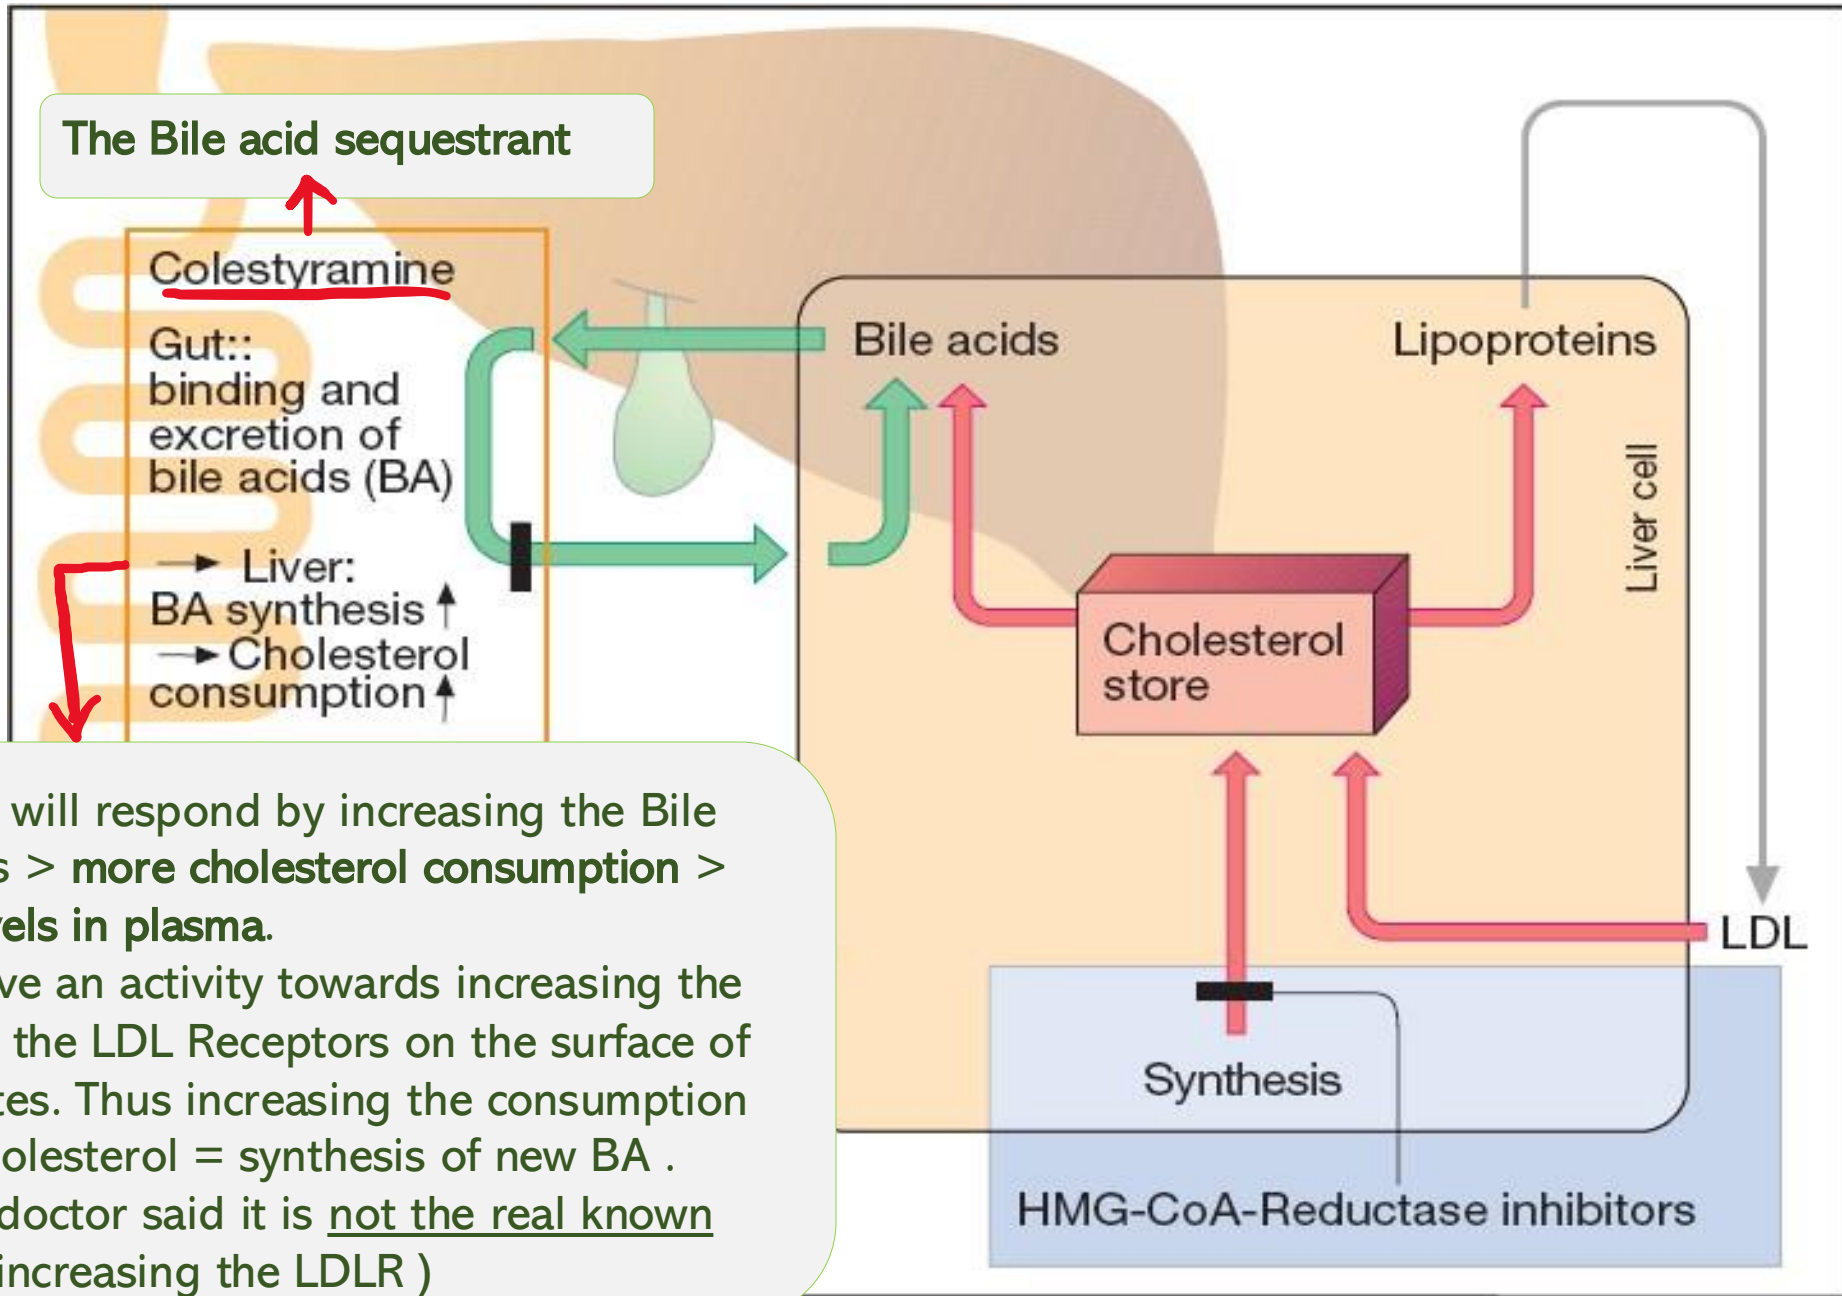 The Bile acid sequestrant
Colestyramine
Gut::
binding and
excretion of
bile acids (BA)
→ Liver:
BA synthesis ↑
→ Cholesterol
consumption ↑
Bile acids
Lipoproteins
Liver cell
Cholesterol
store
LDL
Synthesis
HMG-CoA-Reductase inhibitors
will respond by increasing the Bile
s > more cholesterol consumption >
vels in plasma.
ve an activity towards increasing the
the LDL Receptors on the surface of
tes. Thus increasing the consumption
olesterol = synthesis of new BA .
doctor said it is not the real known
increasing the LDLR )